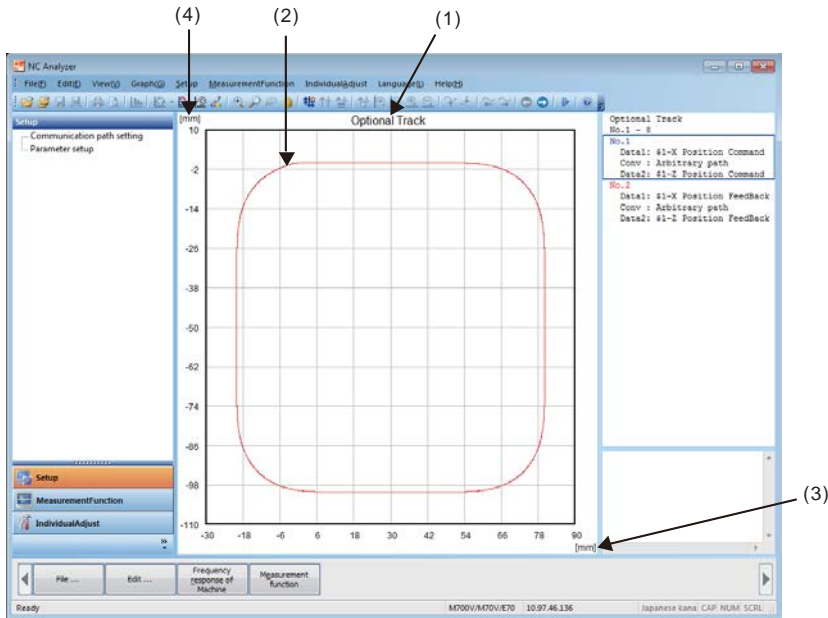 (4)
(2)
(1)
NC Analyzer
File(F) Edit(E) View(V) Graph(G) Setup MeasurementFunction IndividualAdjust Language(L) Help(H)
Setup
Communication path setting
Parameter setup
[mm]
Optional Track
10
-2
-14
-26
-38
-50
-62
-74
-86
-98
-110
-30 -18 -6 6 18 30 42 54 66 78 90
[mm]
(3)
Optional Track
No.1 - 8
No.1
Data1: $1-X Position Command
Conv : Arbitrary path
Data2: $1-Z Position Command
No.2
Data1: $1-X Position FeedBack
Conv : Arbitrary path
Data2: $1-Z Position FeedBack
Setup
MeasurementFunction
IndividualAdjust
File ...
Edit ...
Frequency
response of
Machine
Measurement
function
Ready
M700V/M70V/E70 10.97.46.136 Japanese kana CAP NUM SCRL